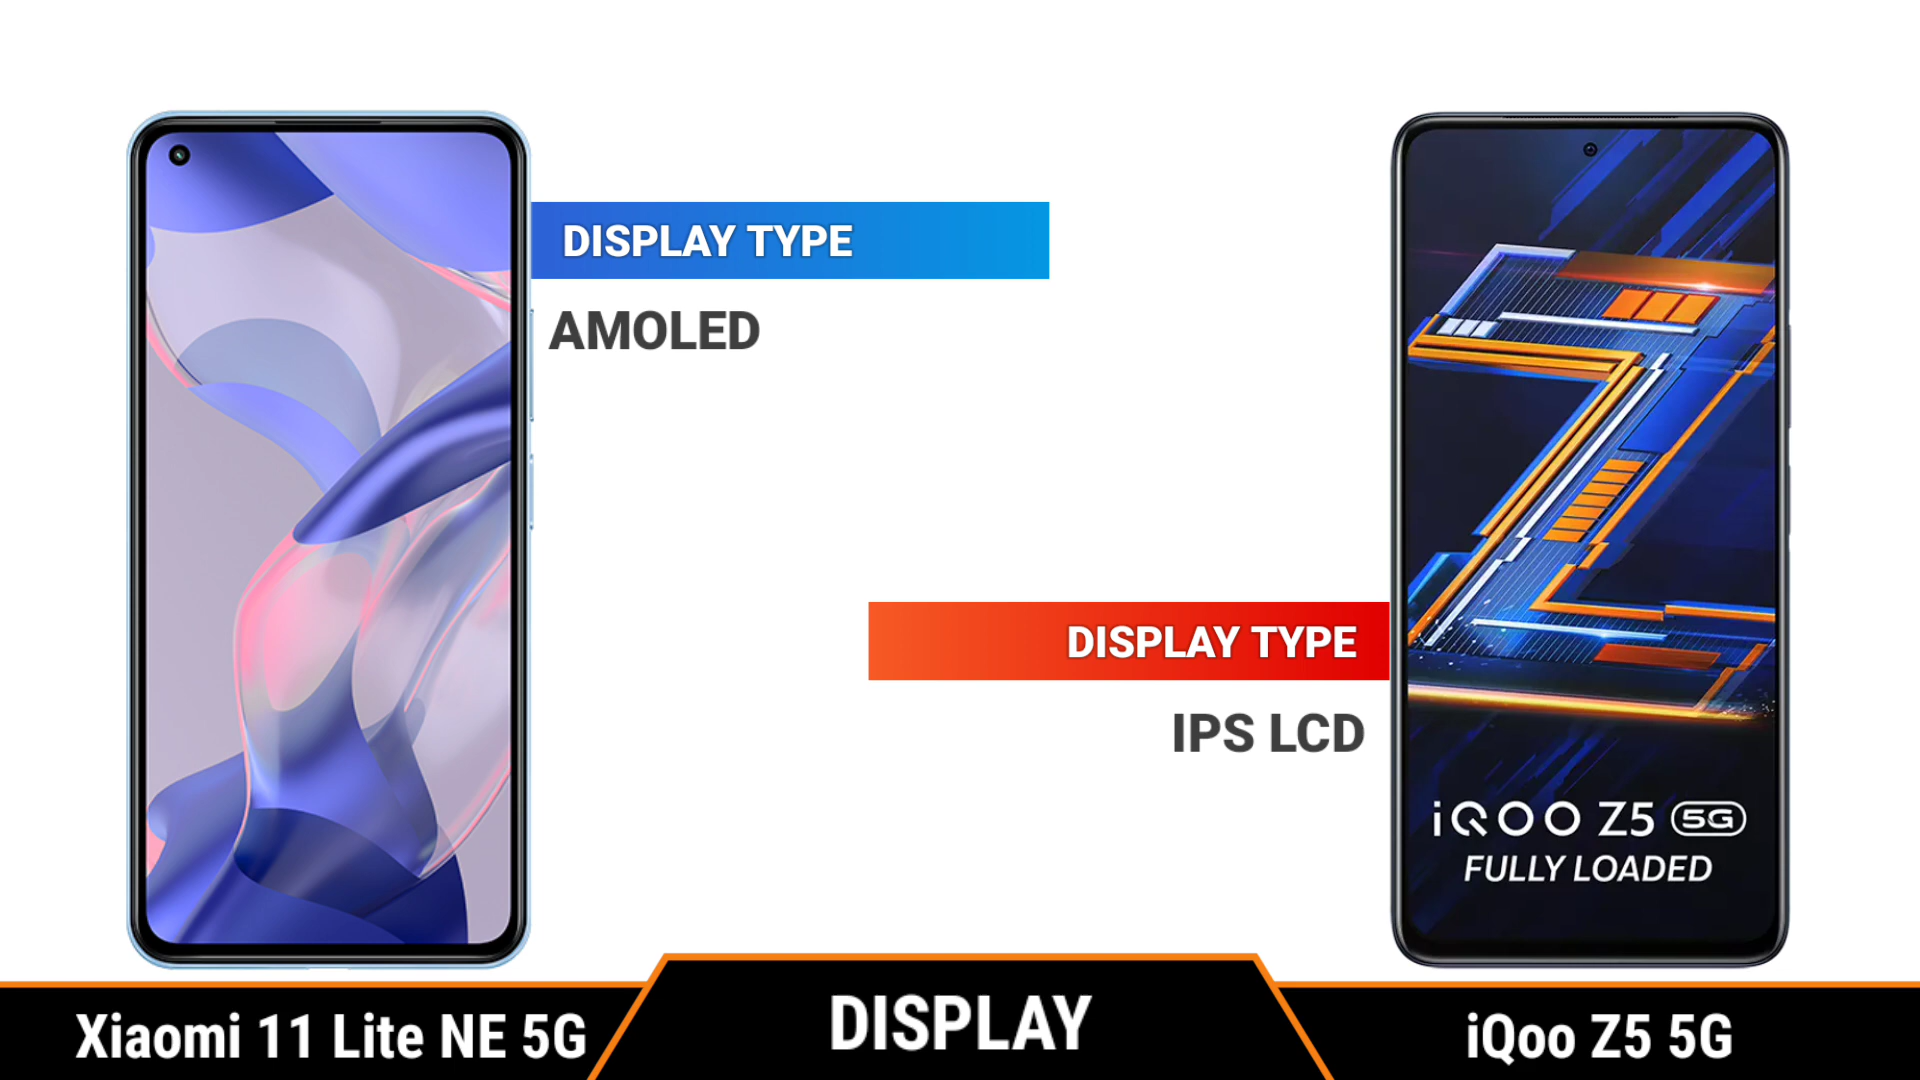 DISPLAY TYPE
AMOLED
DISPLAY TYPE
IPS LCD
iQOO Z5 5G
FULLY LOADED
Xiaomi 11 Lite NE 5G
DISPLAY
iQoo Z5 5G